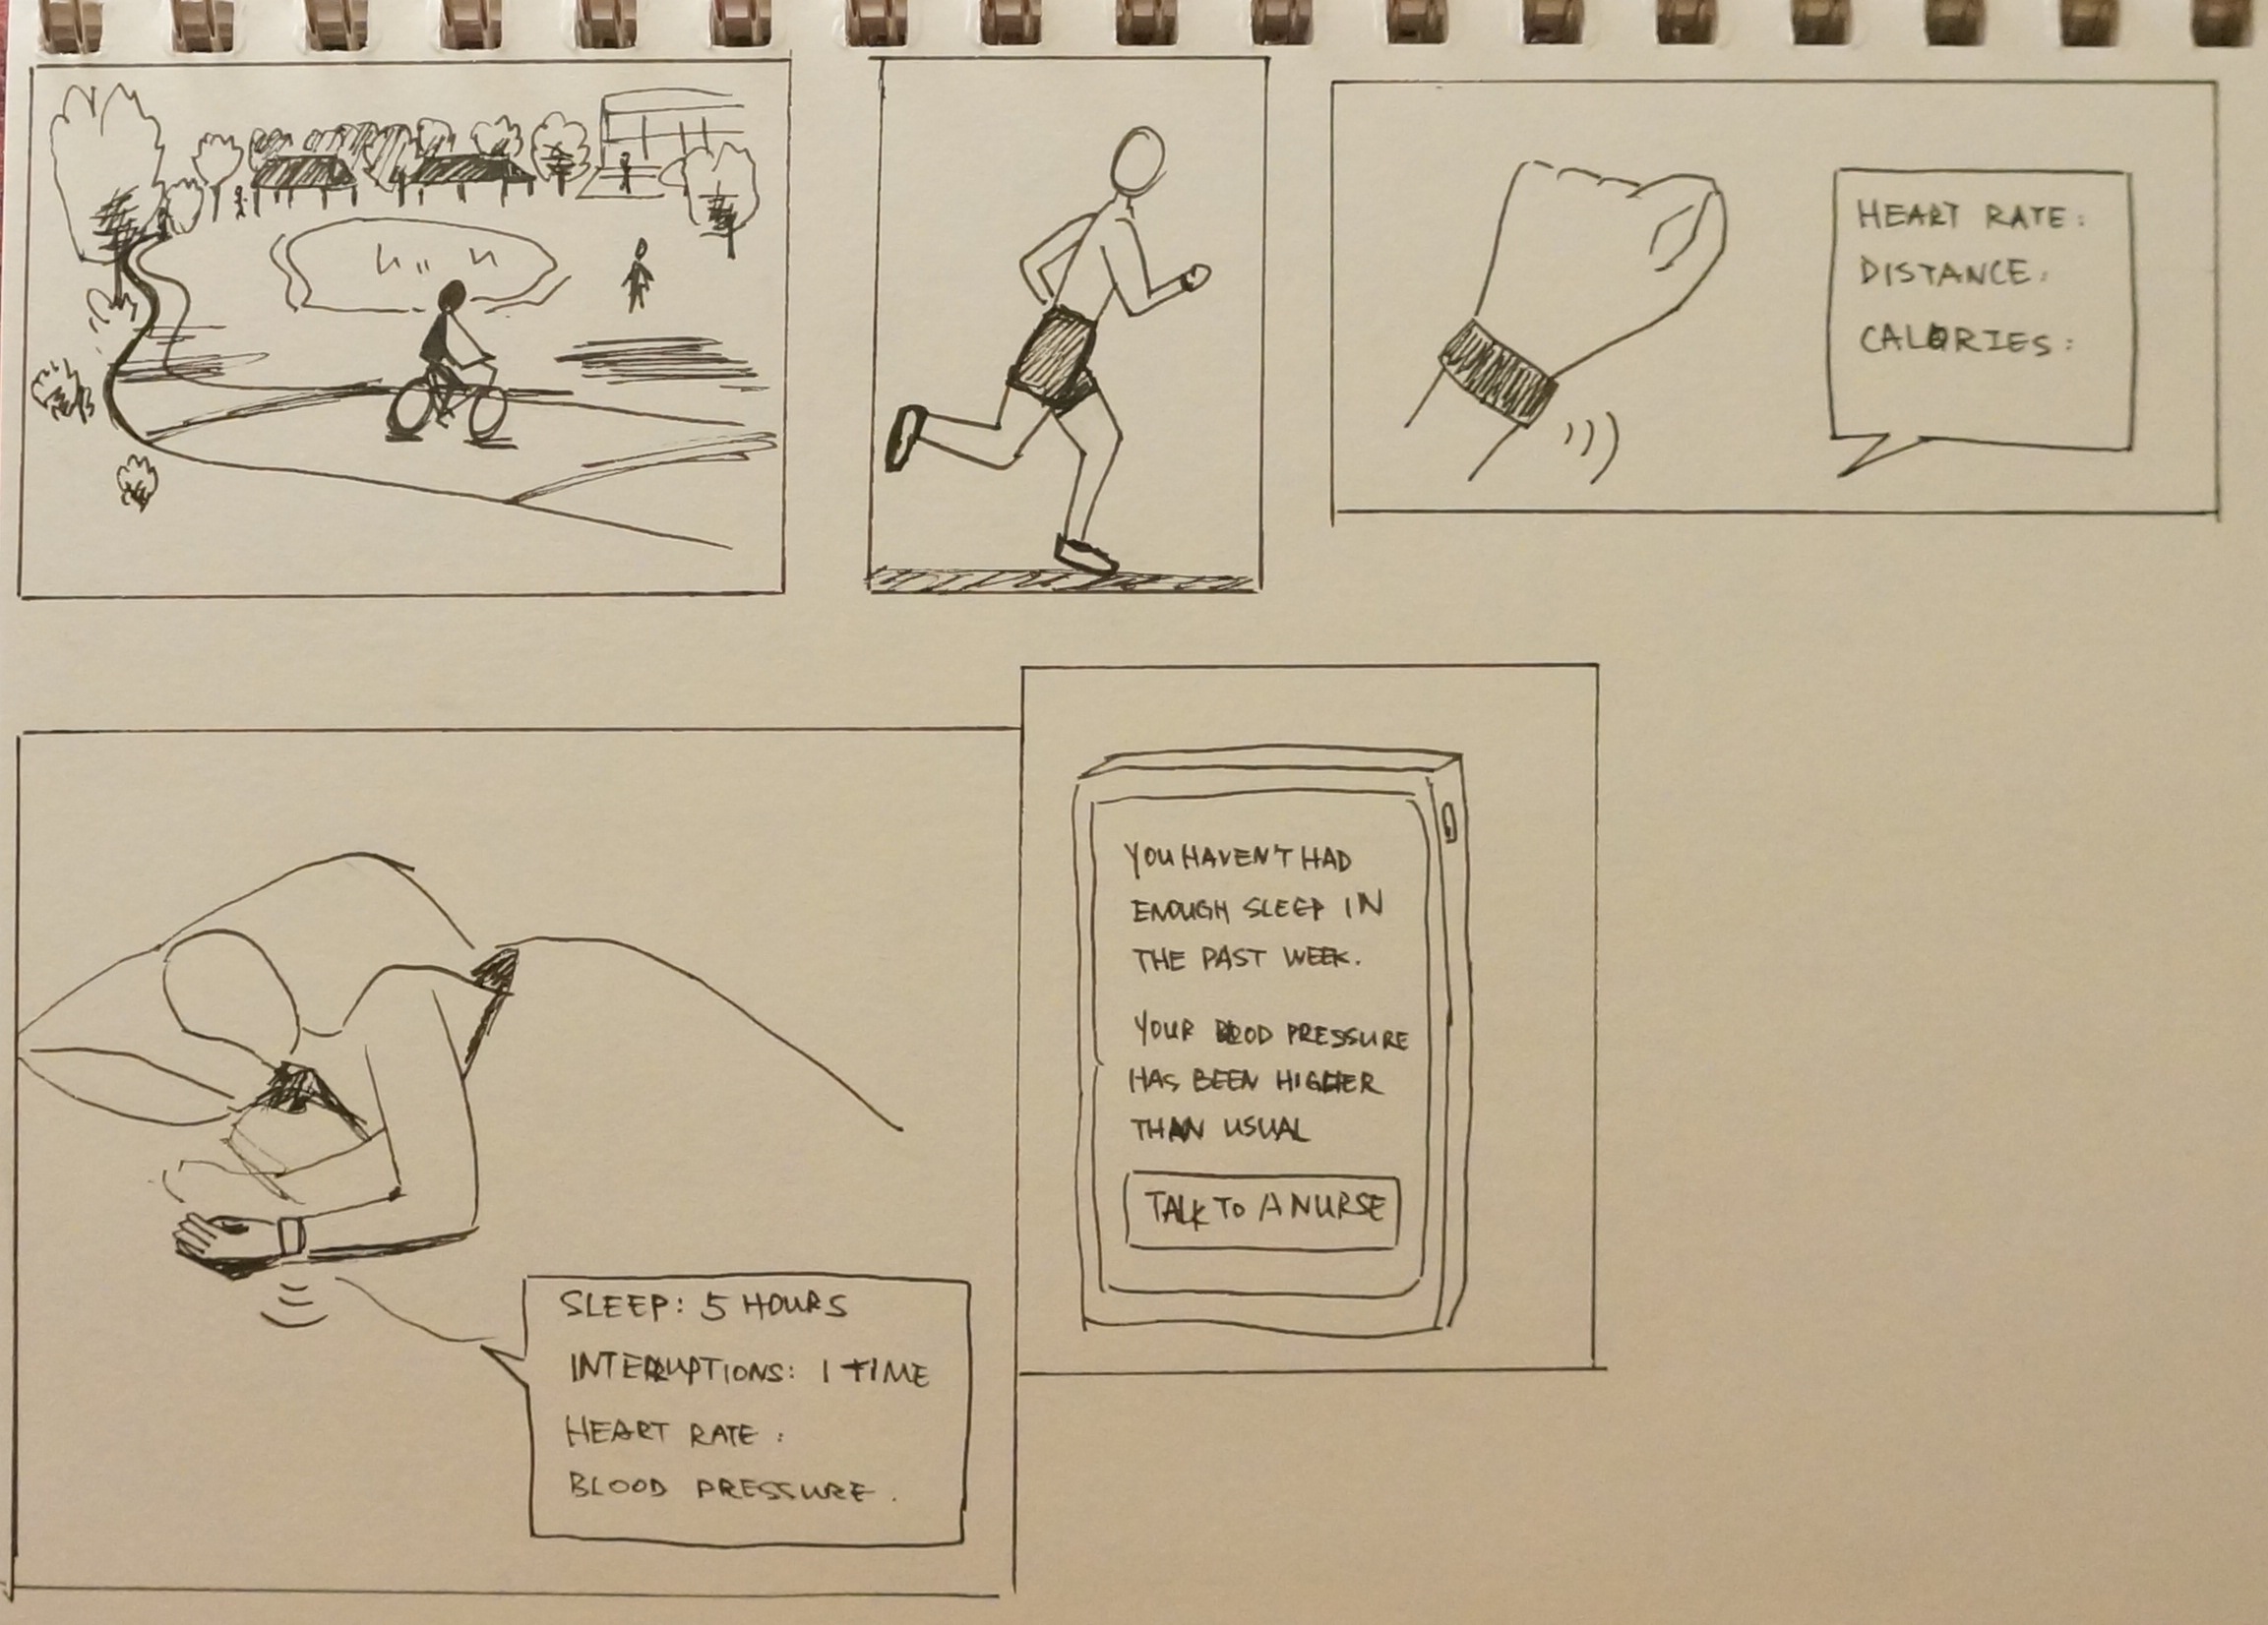 HEART RATE:
DISTANCE:
CALORIES:
SLEEP: 5 HOURS
INTERRUPTIONS: 1 TIME
HEART RATE:
BLOOD PRESSURE.
YOU HAVEN'T HAD
ENOUGH SLEEP IN
THE PAST WEEK.
YOUR BLOOD PRESSURE
HAS BEEN HIGHER
THAN USUAL
TALK TO A NURSE